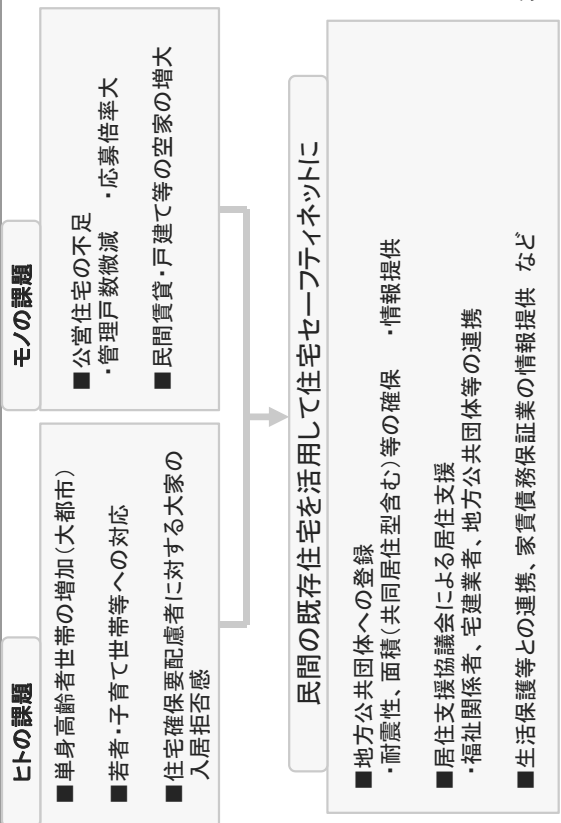 ヒトの課題
■単身高齢者世帯の増加(大都市)
■若者・子育て世帯等への対応
■住宅確保要配慮者に対する大家の
入居拒否感
モノの課題
■公営住宅の不足
・管理戸数微減　・応募倍率大
■民間賃貸・戸建て等の空家の増大
民間の既存住宅を活用して住宅セーフティネットに
■地方公共団体への登録
・耐震性、面積(共同居住型含む)等の確保　・情報提供
■居住支援協議会による居住支援
・福祉関係者、宅建業者、地方公共団体等の連携
■生活保護等との連携、家賃債務保証業の情報提供　など